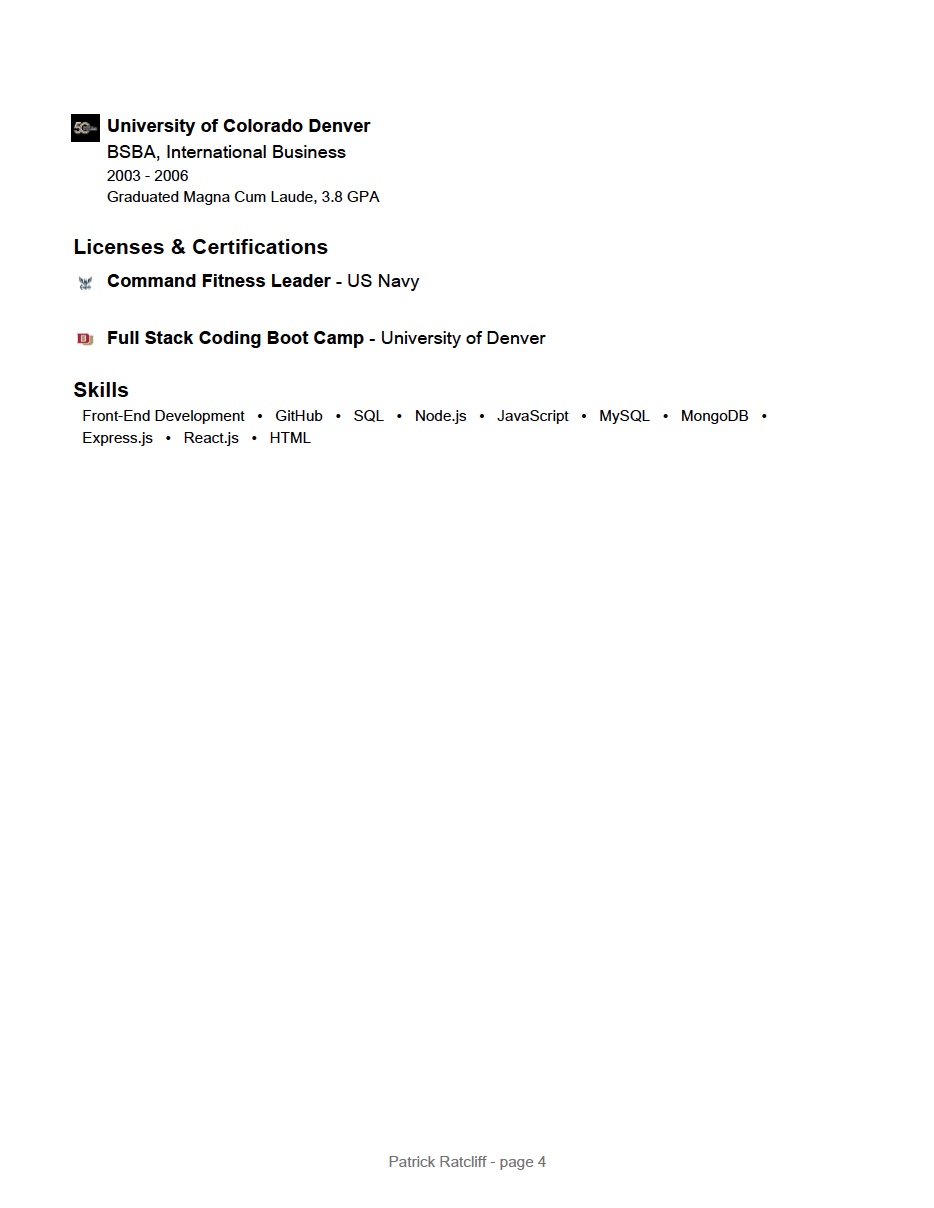 University of Colorado Denver
BSBA, International Business
2003 - 2006
Graduated Magna Cum Laude, 3.8 GPA
Licenses & Certifications
Command Fitness Leader - US Navy
Full Stack Coding Boot Camp - University of Denver
Skills
Front-End Development • GitHub • SQL • Node.js • JavaScript • MySQL • MongoDB •
Express.js • React.js • HTML
Patrick Ratcliff - page 4